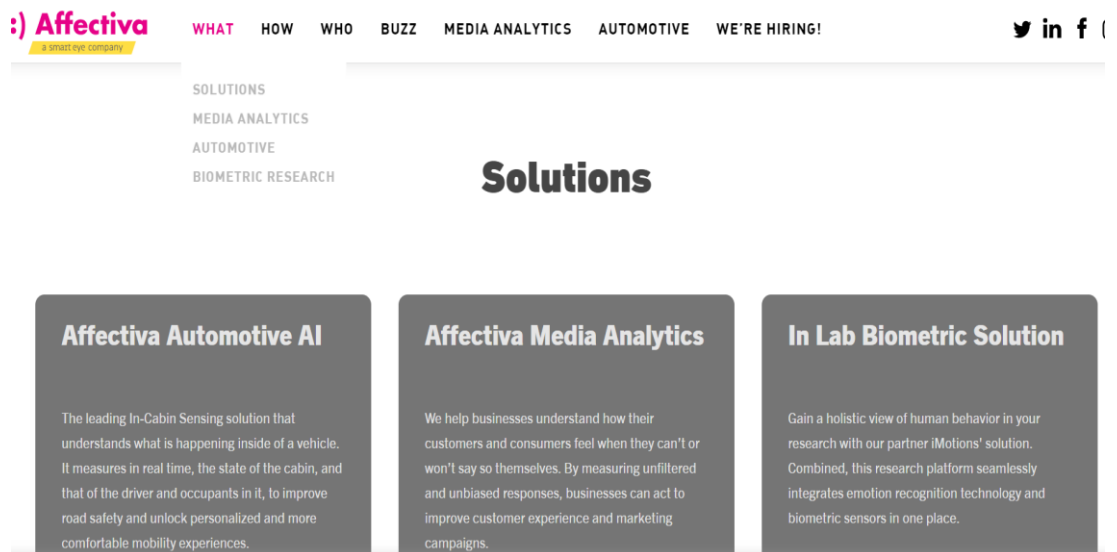 :) Affectiva
a smart eye company
WHAT HOW WHO BUZZ MEDIA ANALYTICS AUTOMOTIVE WE'RE HIRING!
SOLUTIONS
MEDIA ANALYTICS
AUTOMOTIVE
BIOMETRIC RESEARCH
Solutions
Affectiva Automotive AI
The leading In-Cabin Sensing solution that
understands what is happening inside of a vehicle.
It measures in real time, the state of the cabin, and
that of the driver and occupants in it, to improve
road safety and unlock personalized and more
comfortable mobility experiences.
Affectiva Media Analytics
We help businesses understand how their
customers and consumers feel when they can't or
won't say so themselves. By measuring unfiltered
and unbiased responses, businesses can act to
improve customer experience and marketing
campaigns.
In Lab Biometric Solution
Gain a holistic view of human behavior in your
research with our partner iMotions' solution.
Combined, this research platform seamlessly
integrates emotion recognition technology and
biometric sensors in one place.